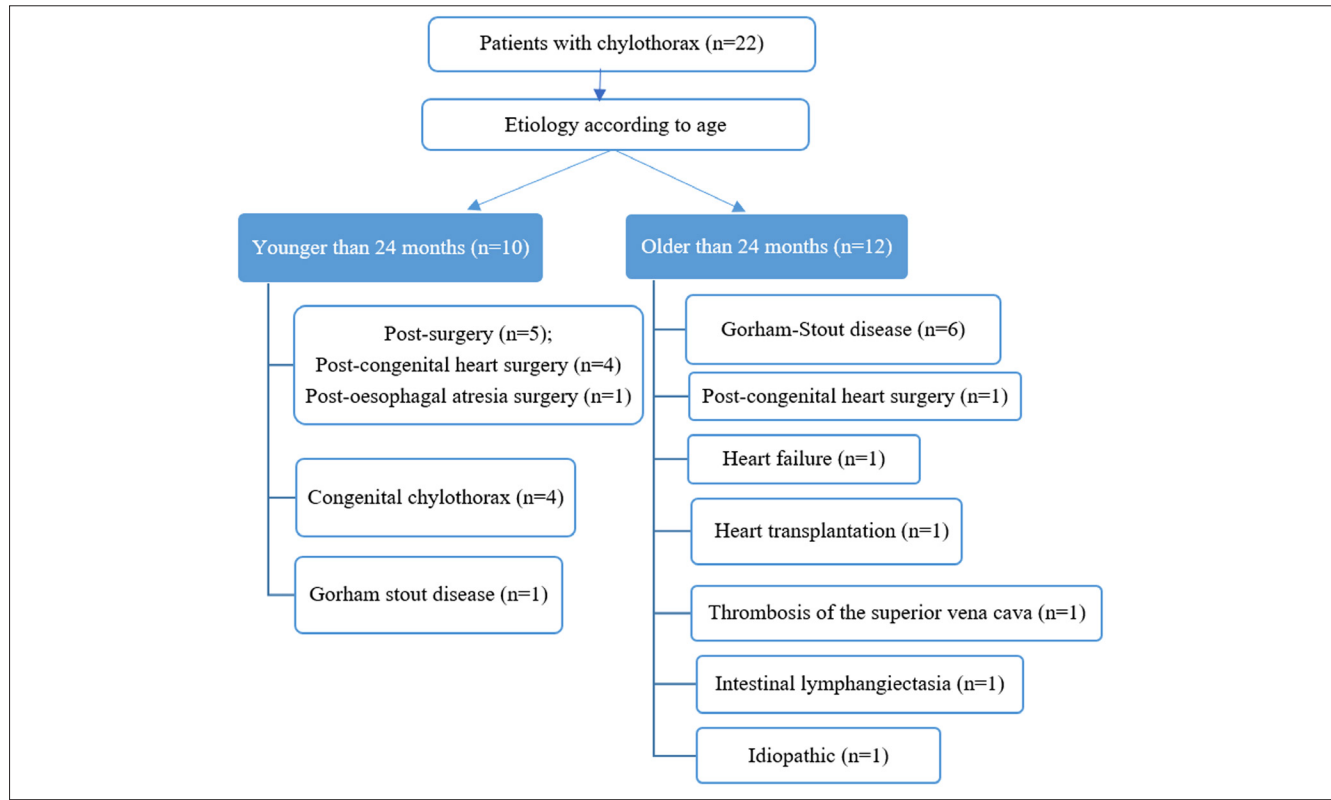 Patients with chylothorax (n=22)
Etiology according to age
Younger than 24 months (n=10)
Post-surgery (n=5);
Post-congenital heart surgery (n=4)
Post-oesophagal atresia surgery (n=1)
Congenital chylothorax (n=4)
Gorham stout disease (n=1)
Older than 24 months (n=12)
Gorham-Stout disease (n=6)
Post-congenital heart surgery (n=1)
Heart failure (n=1)
Heart transplantation (n=1)
Thrombosis of the superior vena cava (n=1)
Intestinal lymphangiectasia (n=1)
Idiopathic (n=1)